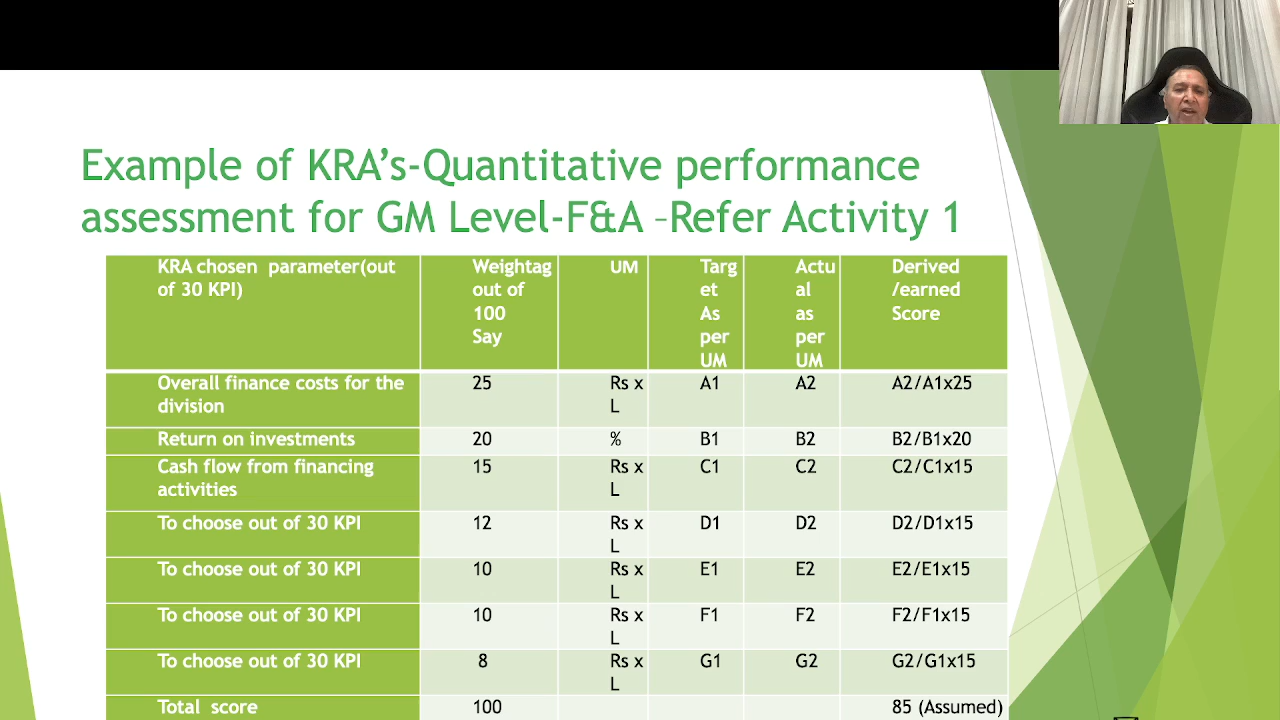 Example of KRA’s-Quantitative performance
assessment for GM Level-F&A –Refer Activity 1
KRA chosen parameter(out
of 30 KPI)
Weightag
out of
100
Say
UM
Targ
et
As
per
UM
Actu
al
as
per
UM
Derived
/earned
Score
Overall finance costs for the
division
25
Rs x
L
A1
A2
A2/A1x25
Return on investments
20
%
B1
B2
B2/B1x20
Cash flow from financing
activities
15
Rs x
L
C1
C2
C2/C1x15
To choose out of 30 KPI
12
Rs x
L
D1
D2
D2/D1x15
To choose out of 30 KPI
10
Rs x
L
E1
E2
E2/E1x15
To choose out of 30 KPI
10
Rs x
L
F1
F2
F2/F1x15
To choose out of 30 KPI
8
Rs x
L
G1
G2
G2/G1x15
Total score
100
85 (Assumed)